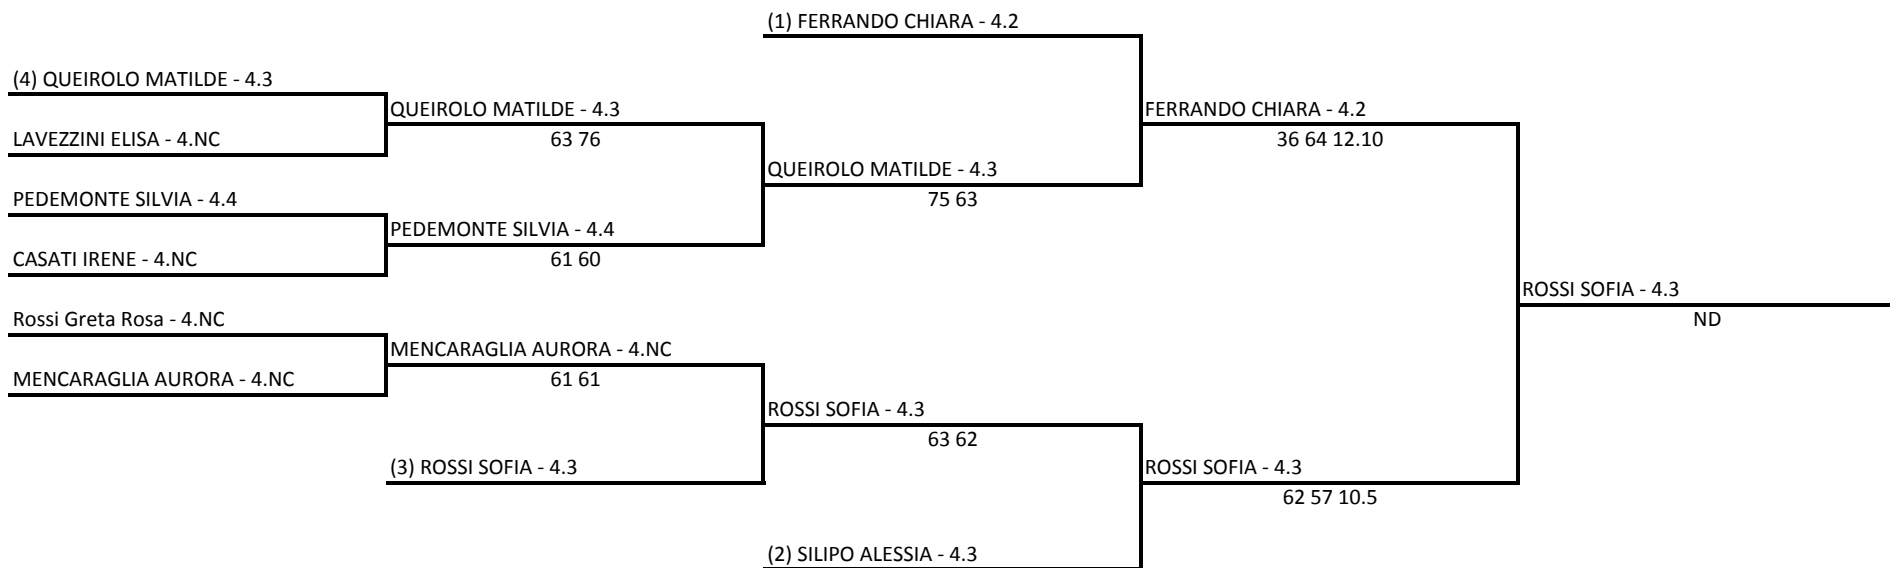 (1) FERRANDO CHIARA - 4.2
(4) QUEIROLO MATILDE - 4.3
QUEIROLO MATILDE - 4.3
FERRANDO CHIARA - 4.2
LAVEZZINI ELISA - 4.NC
63 76
36 64 12.10
QUEIROLO MATILDE - 4.3
PEDEMONTE SILVIA - 4.4
75 63
PEDEMONTE SILVIA - 4.4
CASATI IRENE - 4.NC
61 60
ROSSI SOFIA - 4.3
Rossi Greta Rosa - 4.NC
ND
MENCARAGLIA AURORA - 4.NC
MENCARAGLIA AURORA - 4.NC
61 61
ROSSI SOFIA - 4.3
63 62
(3) ROSSI SOFIA - 4.3
ROSSI SOFIA - 4.3
62 57 10.5
(2) SILIPO ALESSIA - 4.3